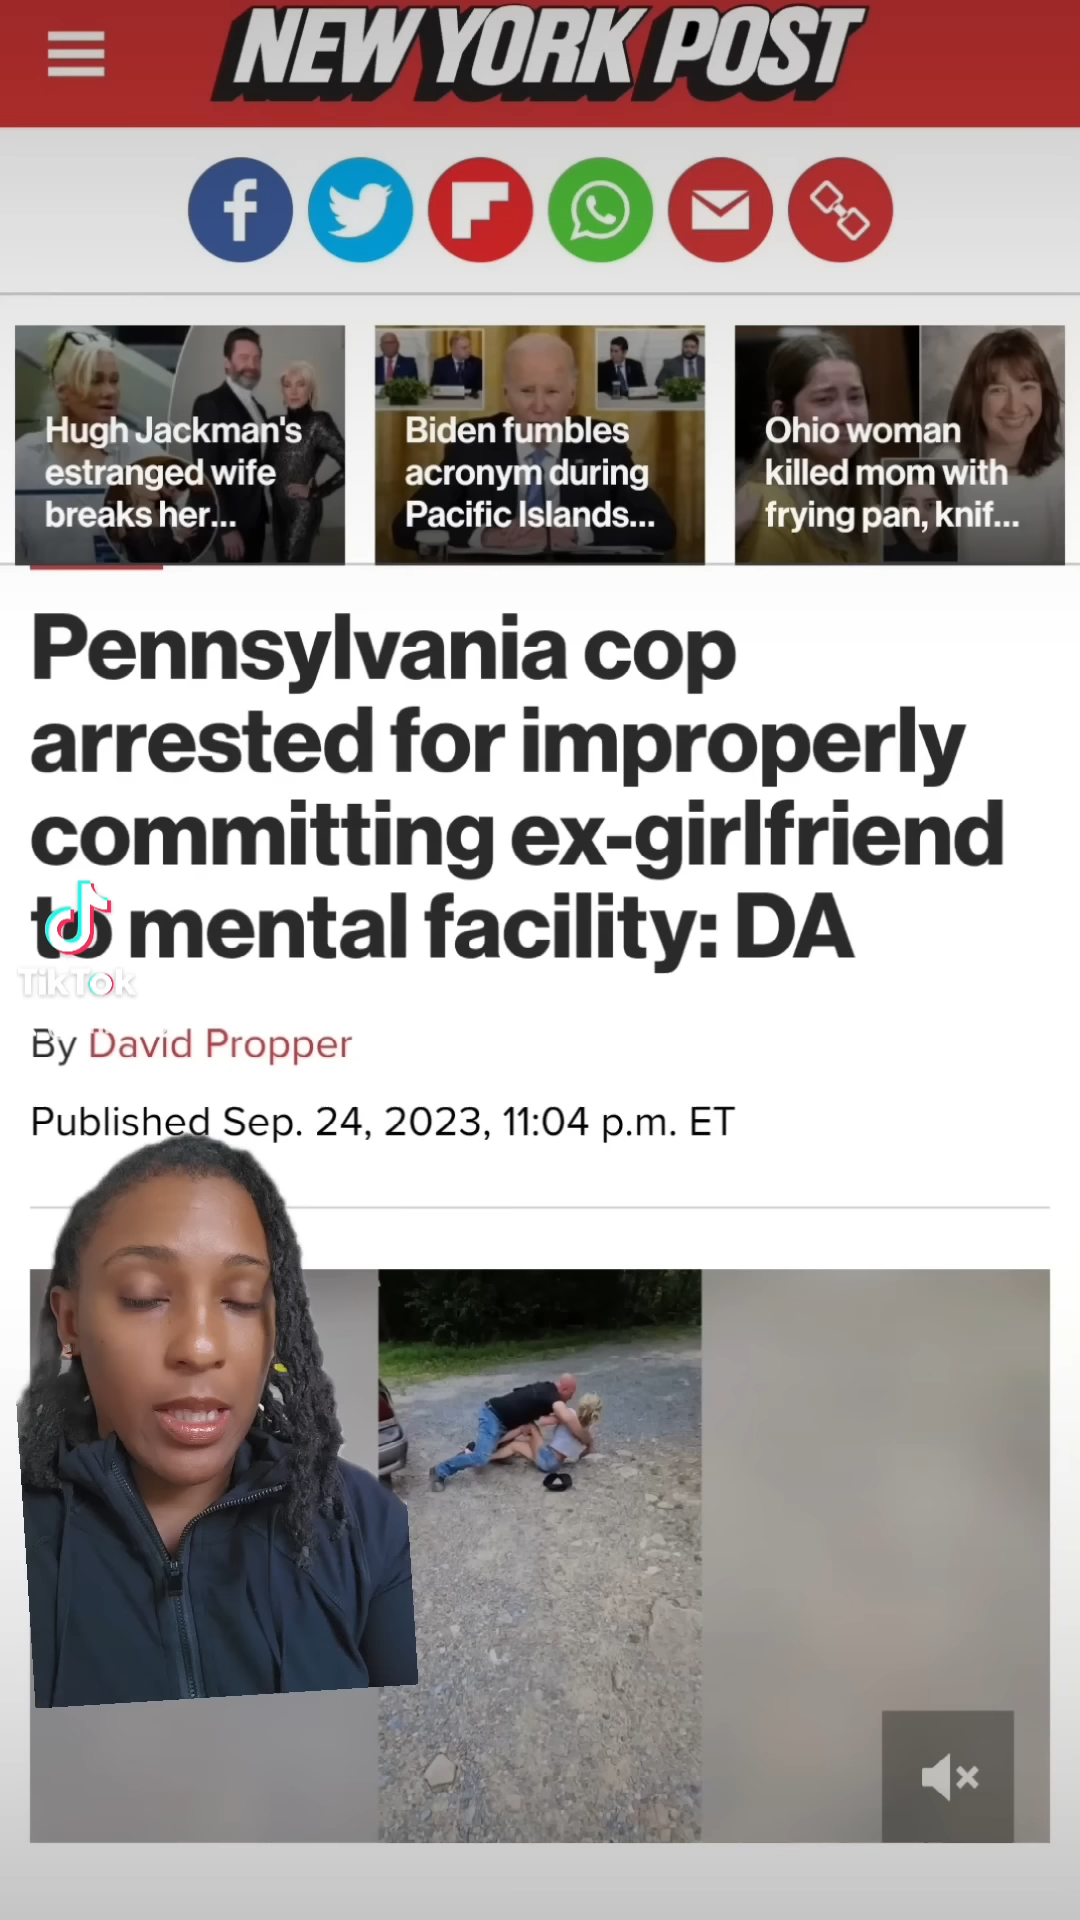 NEW YORK POST
Hugh Jackman's
estranged wife
breaks her...
Biden fumbles
acronym during
Pacific Islands...
Ohio woman
killed mom with
frying pan, knif...
Pennsylvania cop
arrested for improperly
committing ex-girlfriend
to mental facility: DA
TikTok
By David Propper
Published Sep. 24, 2023, 11:04 p.m. ET